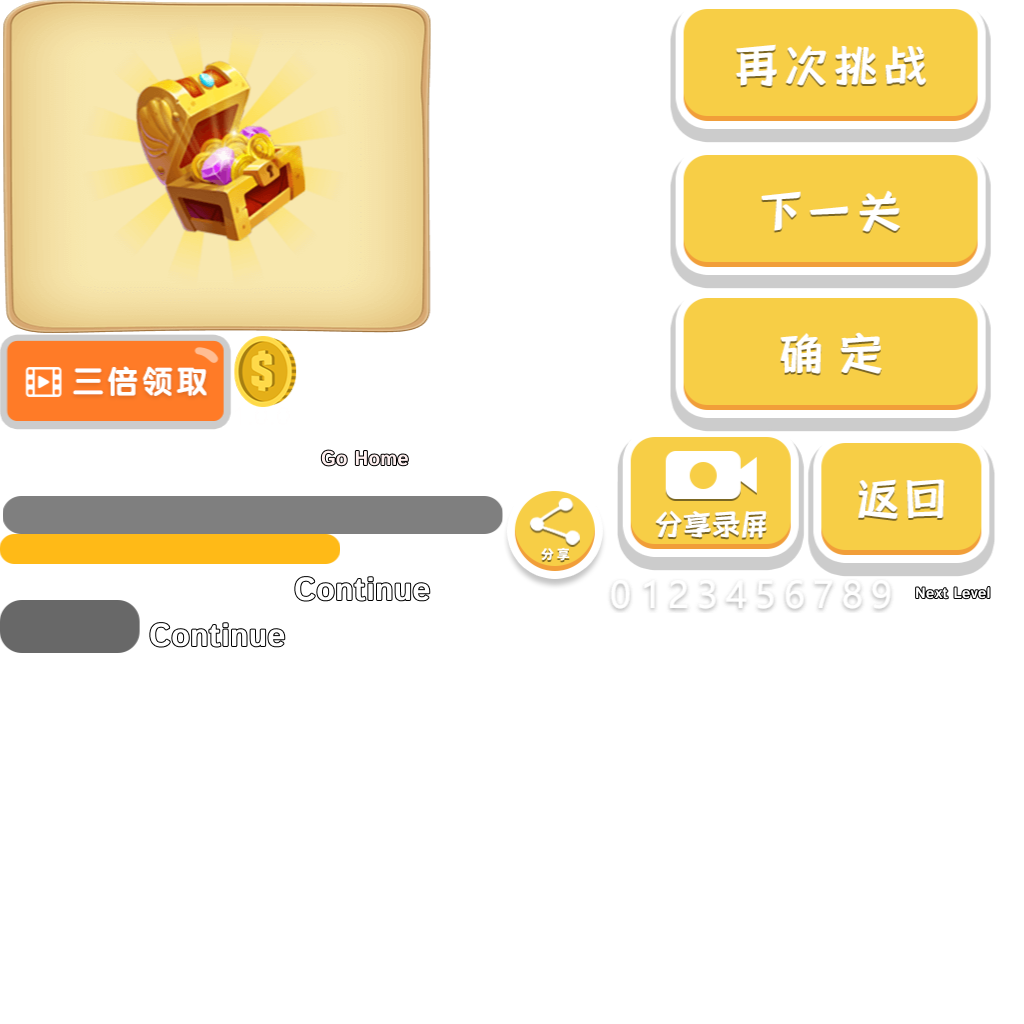 再次挑战
下一关
确定
三倍领取
$
Go Home
分享录屏
返回
分享
Continue
0123456789
Next Level
Continue